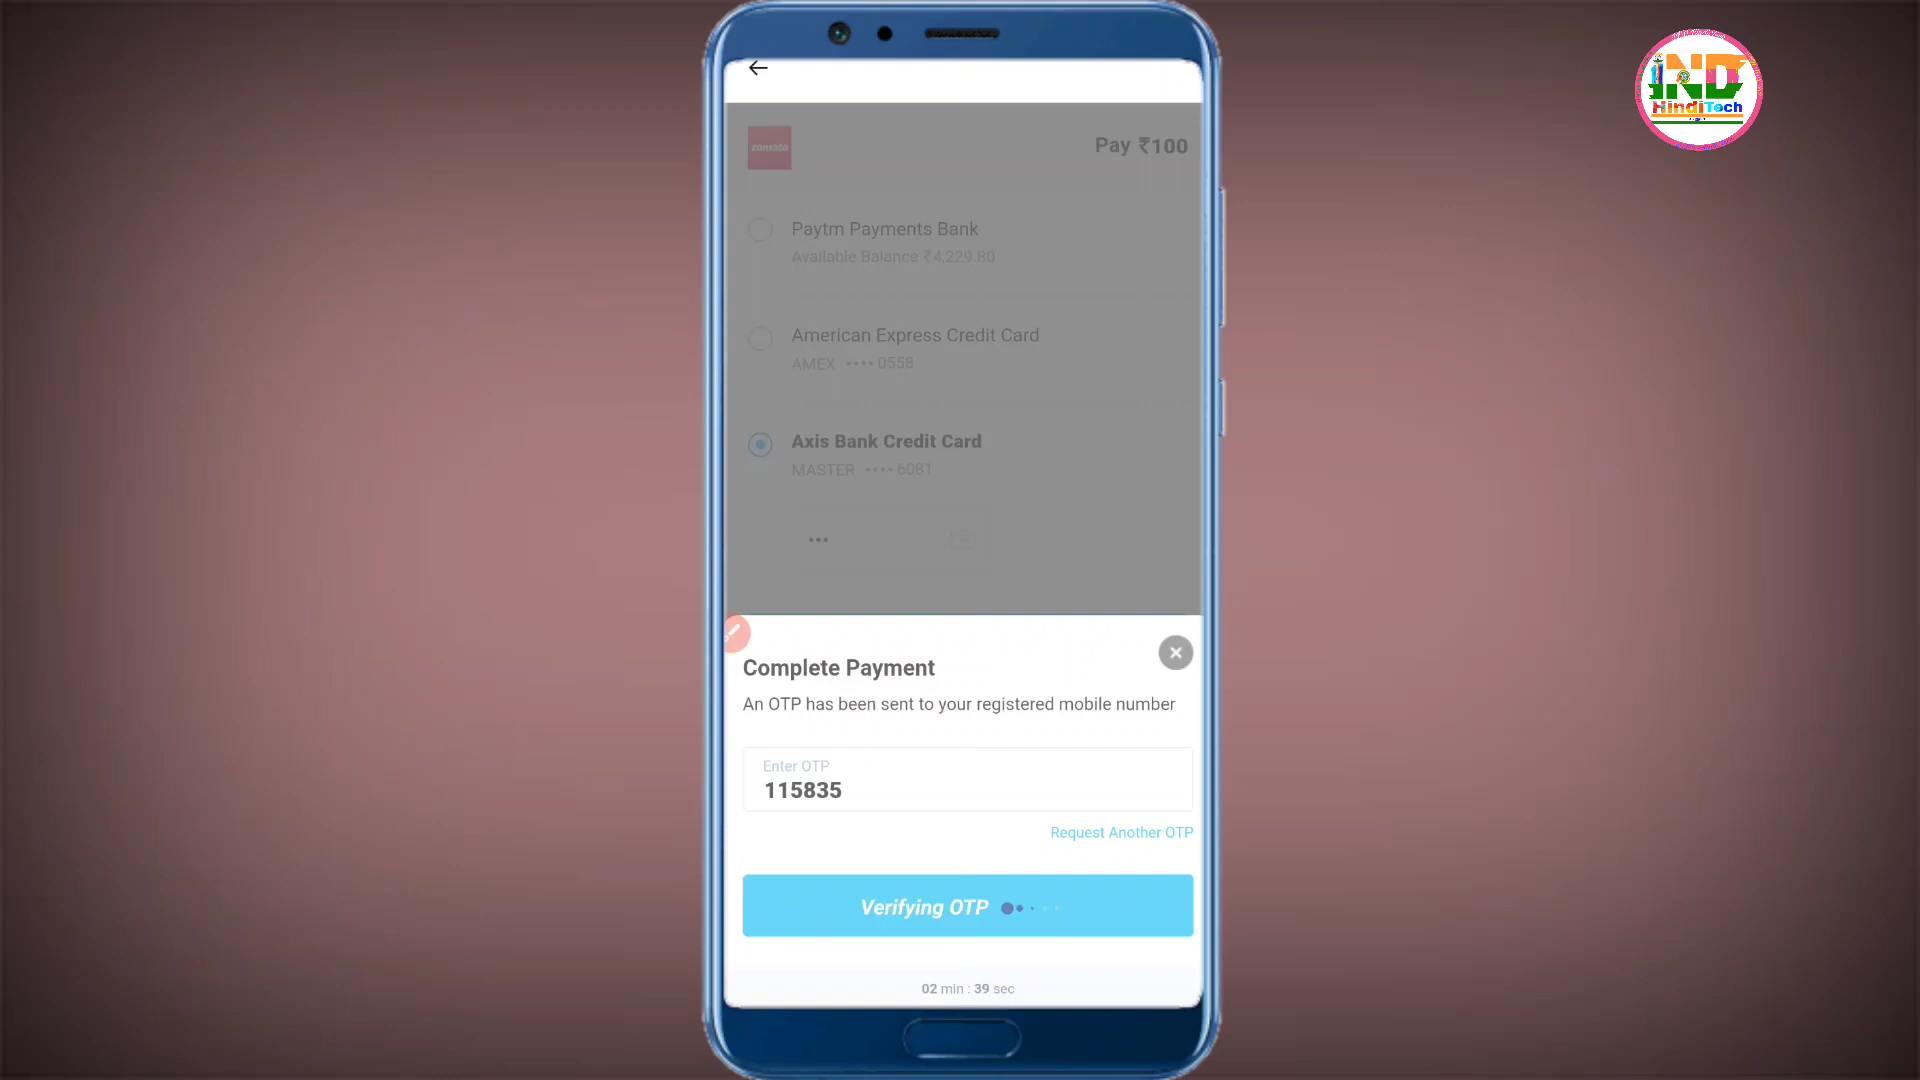 IND
HindiTech
zomato
Pay ₹100
Paytm Payments Bank
Available Balance ₹4,229.80
American Express Credit Card
AMEX •••• 0558
Axis Bank Credit Card
MASTER •••• 6081
•••
Complete Payment
An OTP has been sent to your registered mobile number
Enter OTP
115835
Request Another OTP
Verifying OTP
02 min : 39 sec